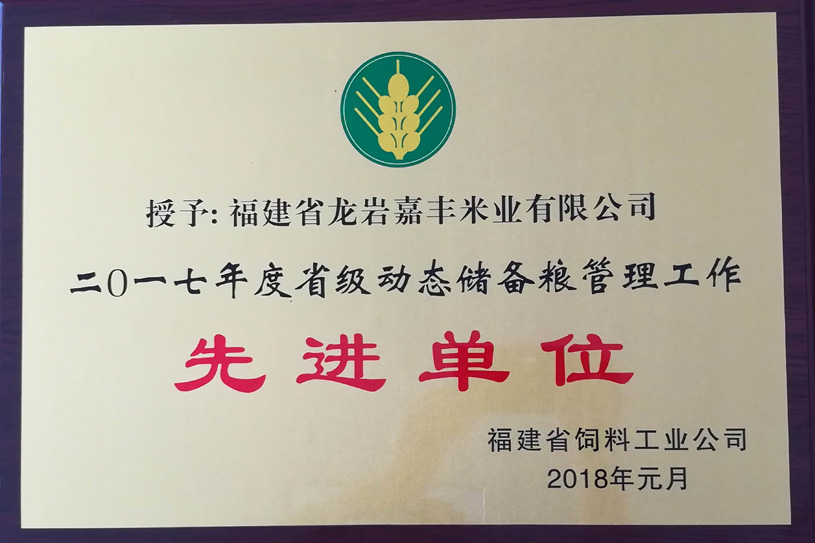 授予:福建省龙岩嘉丰米业有限公司
二〇一七年度省级动态储备粮管理工作
先进单位
福建省饲料工业公司
2018年元月